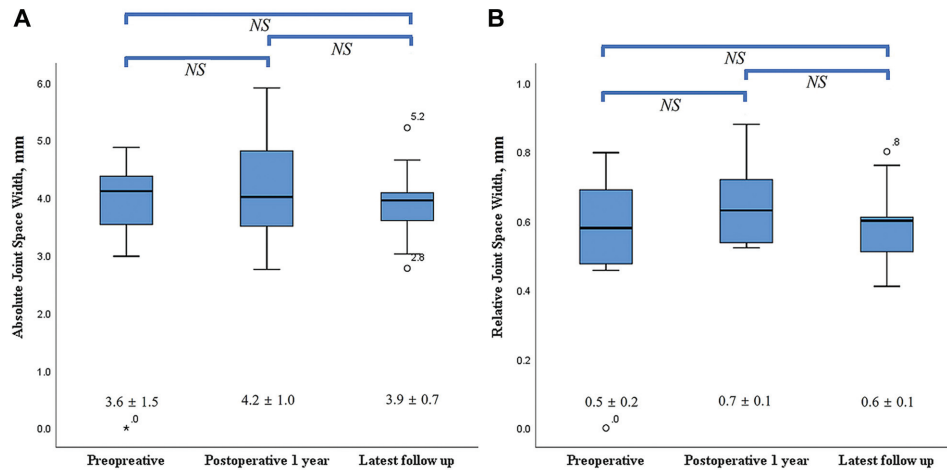 A
NS
NS
NS
Absolute Joint Space Width, mm
6.0
5.0
4.0
3.0
2.0
1.0
0.0
5.2
2.8
3.6 ± 1.5
4.2 ± 1.0
3.9 ± 0.7
* .0
Preopreative
Postoperative 1 year
Latest follow up
B
NS
NS
NS
Relative Joint Space Width, mm
1.0
0.8
0.6
0.4
0.2
0.0
.8
0.5 ± 0.2
0.7 ± 0.1
0.6 ± 0.1
.0
Preoperative
Postoperative 1 year
Latest follow up